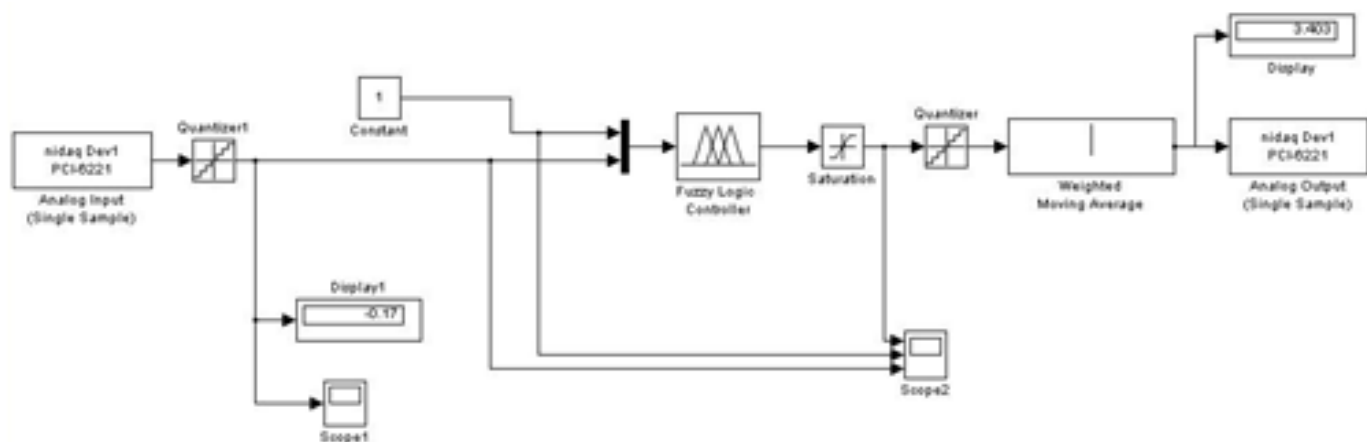 nidaq Dev1
PCI-6221
Analog Input
(Single Sample)
Quantizer1
1
Constant
Display1
-0.17
Scope1
Fuzzy Logic
Controller
Saturation
Quantizer
Scope2
Weighted
Moving Average
3.403
Display
nidaq Dev1
PCI-6221
Analog Output
(Single Sample)